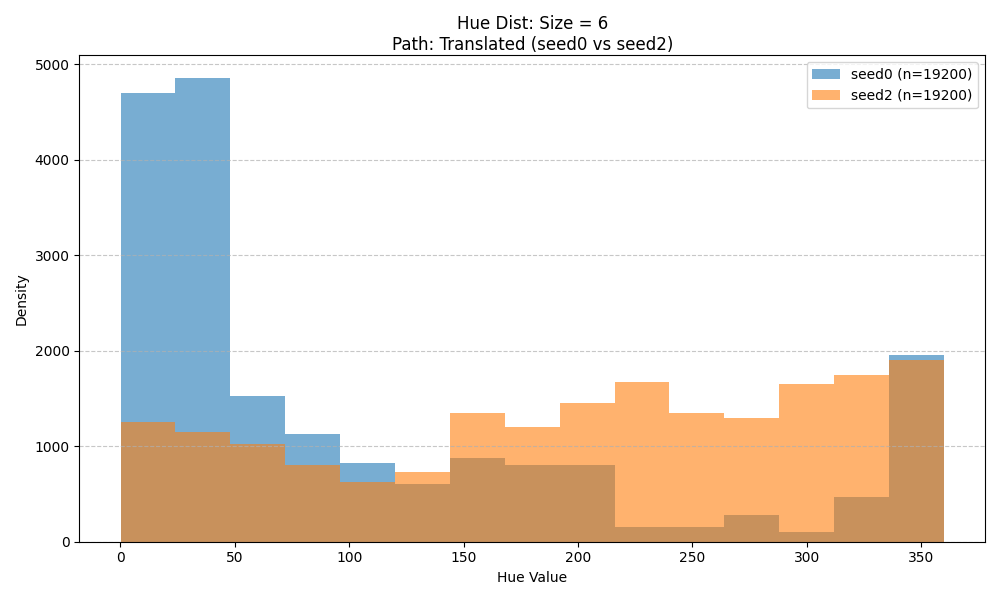 Hue Dist: Size = 6
Path: Translated (seed0 vs seed2)
seed0 (n=19200)
seed2 (n=19200)
Density
5000
4000
3000
2000
1000
0
0 50 100 150 200 250 300 350
Hue Value